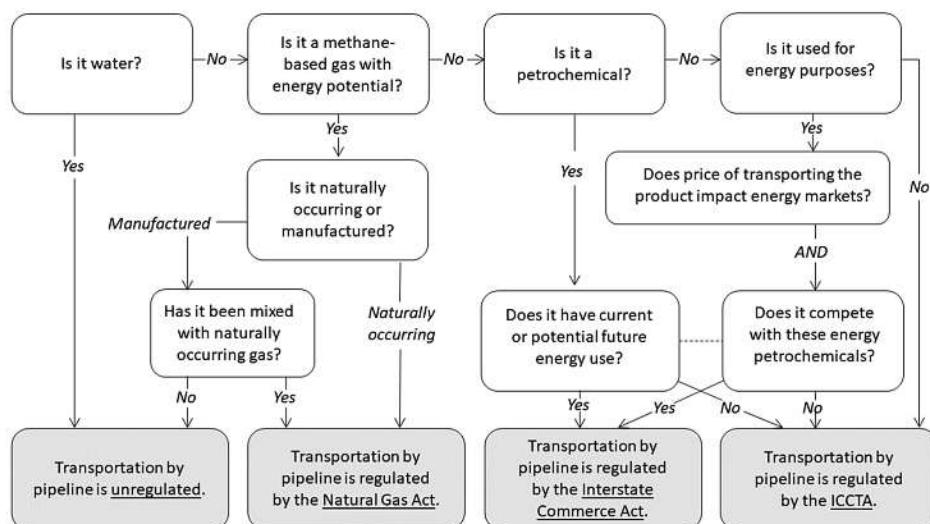 Is it water?
No
Is it a methane-
based gas with
energy potential?
No
Is it a
petrochemical?
No
Is it used for
energy purposes?
Yes
Yes
Yes
Yes
No
Is it naturally
occurring or
manufactured?
Does price of transporting the
product impact energy markets?
Manufactured
AND
Has it been mixed
with naturally
occurring gas?
Naturally
occurring
Does it have current
or potential future
energy use?
Does it compete
with these energy
petrochemicals?
No
Yes
Yes
Yes
No
No
Transportation by
pipeline is unregulated.
Transportation by
pipeline is regulated
by the Natural Gas Act.
Transportation by
pipeline is regulated
by the Interstate
Commerce Act.
Transportation by
pipeline is regulated
by the ICCTA.